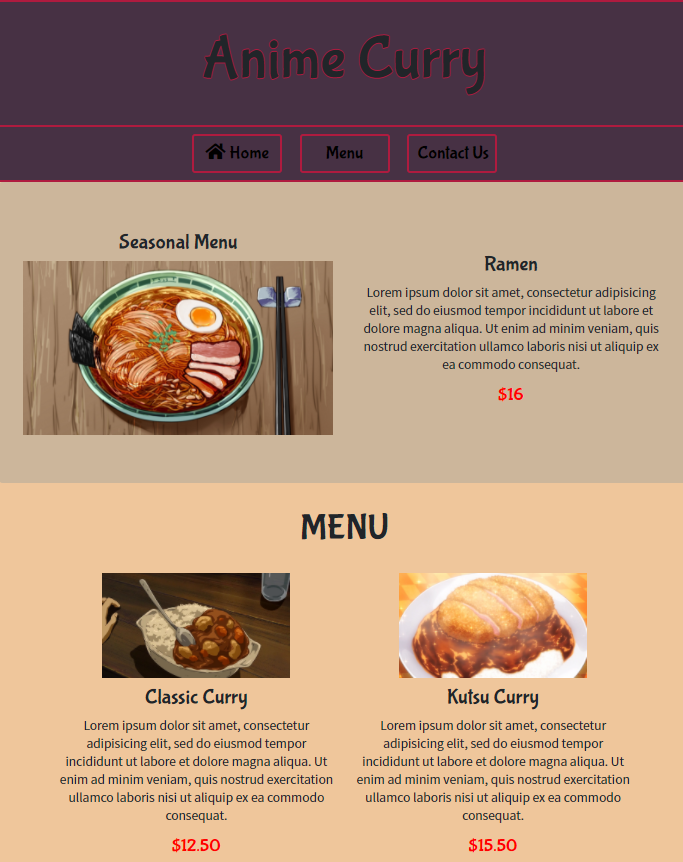 Anime Curry
Home
Menu
Contact Us
Seasonal Menu
Ramen
Lorem ipsum dolor sit amet, consectetur adipisicing
elit, sed do eiusmod tempor incididunt ut labore et
dolore magna aliqua. Ut enim ad minim veniam, quis
nostrud exercitation ullamco laboris nisi ut aliquip ex
ea commodo consequat.
$16
MENU
Classic Curry
Lorem ipsum dolor sit amet, consectetur
adipisicing elit, sed do eiusmod tempor
incididunt ut labore et dolore magna aliqua. Ut
enim ad minim veniam, quis nostrud exercitation
ullamco laboris nisi ut aliquip ex ea commodo
consequat.
$12.50
Kutsu Curry
Lorem ipsum dolor sit amet, consectetur
adipisicing elit, sed do eiusmod tempor
incididunt ut labore et dolore magna aliqua. Ut
enim ad minim veniam, quis nostrud exercitation
ullamco laboris nisi ut aliquip ex ea commodo
consequat.
$15.50